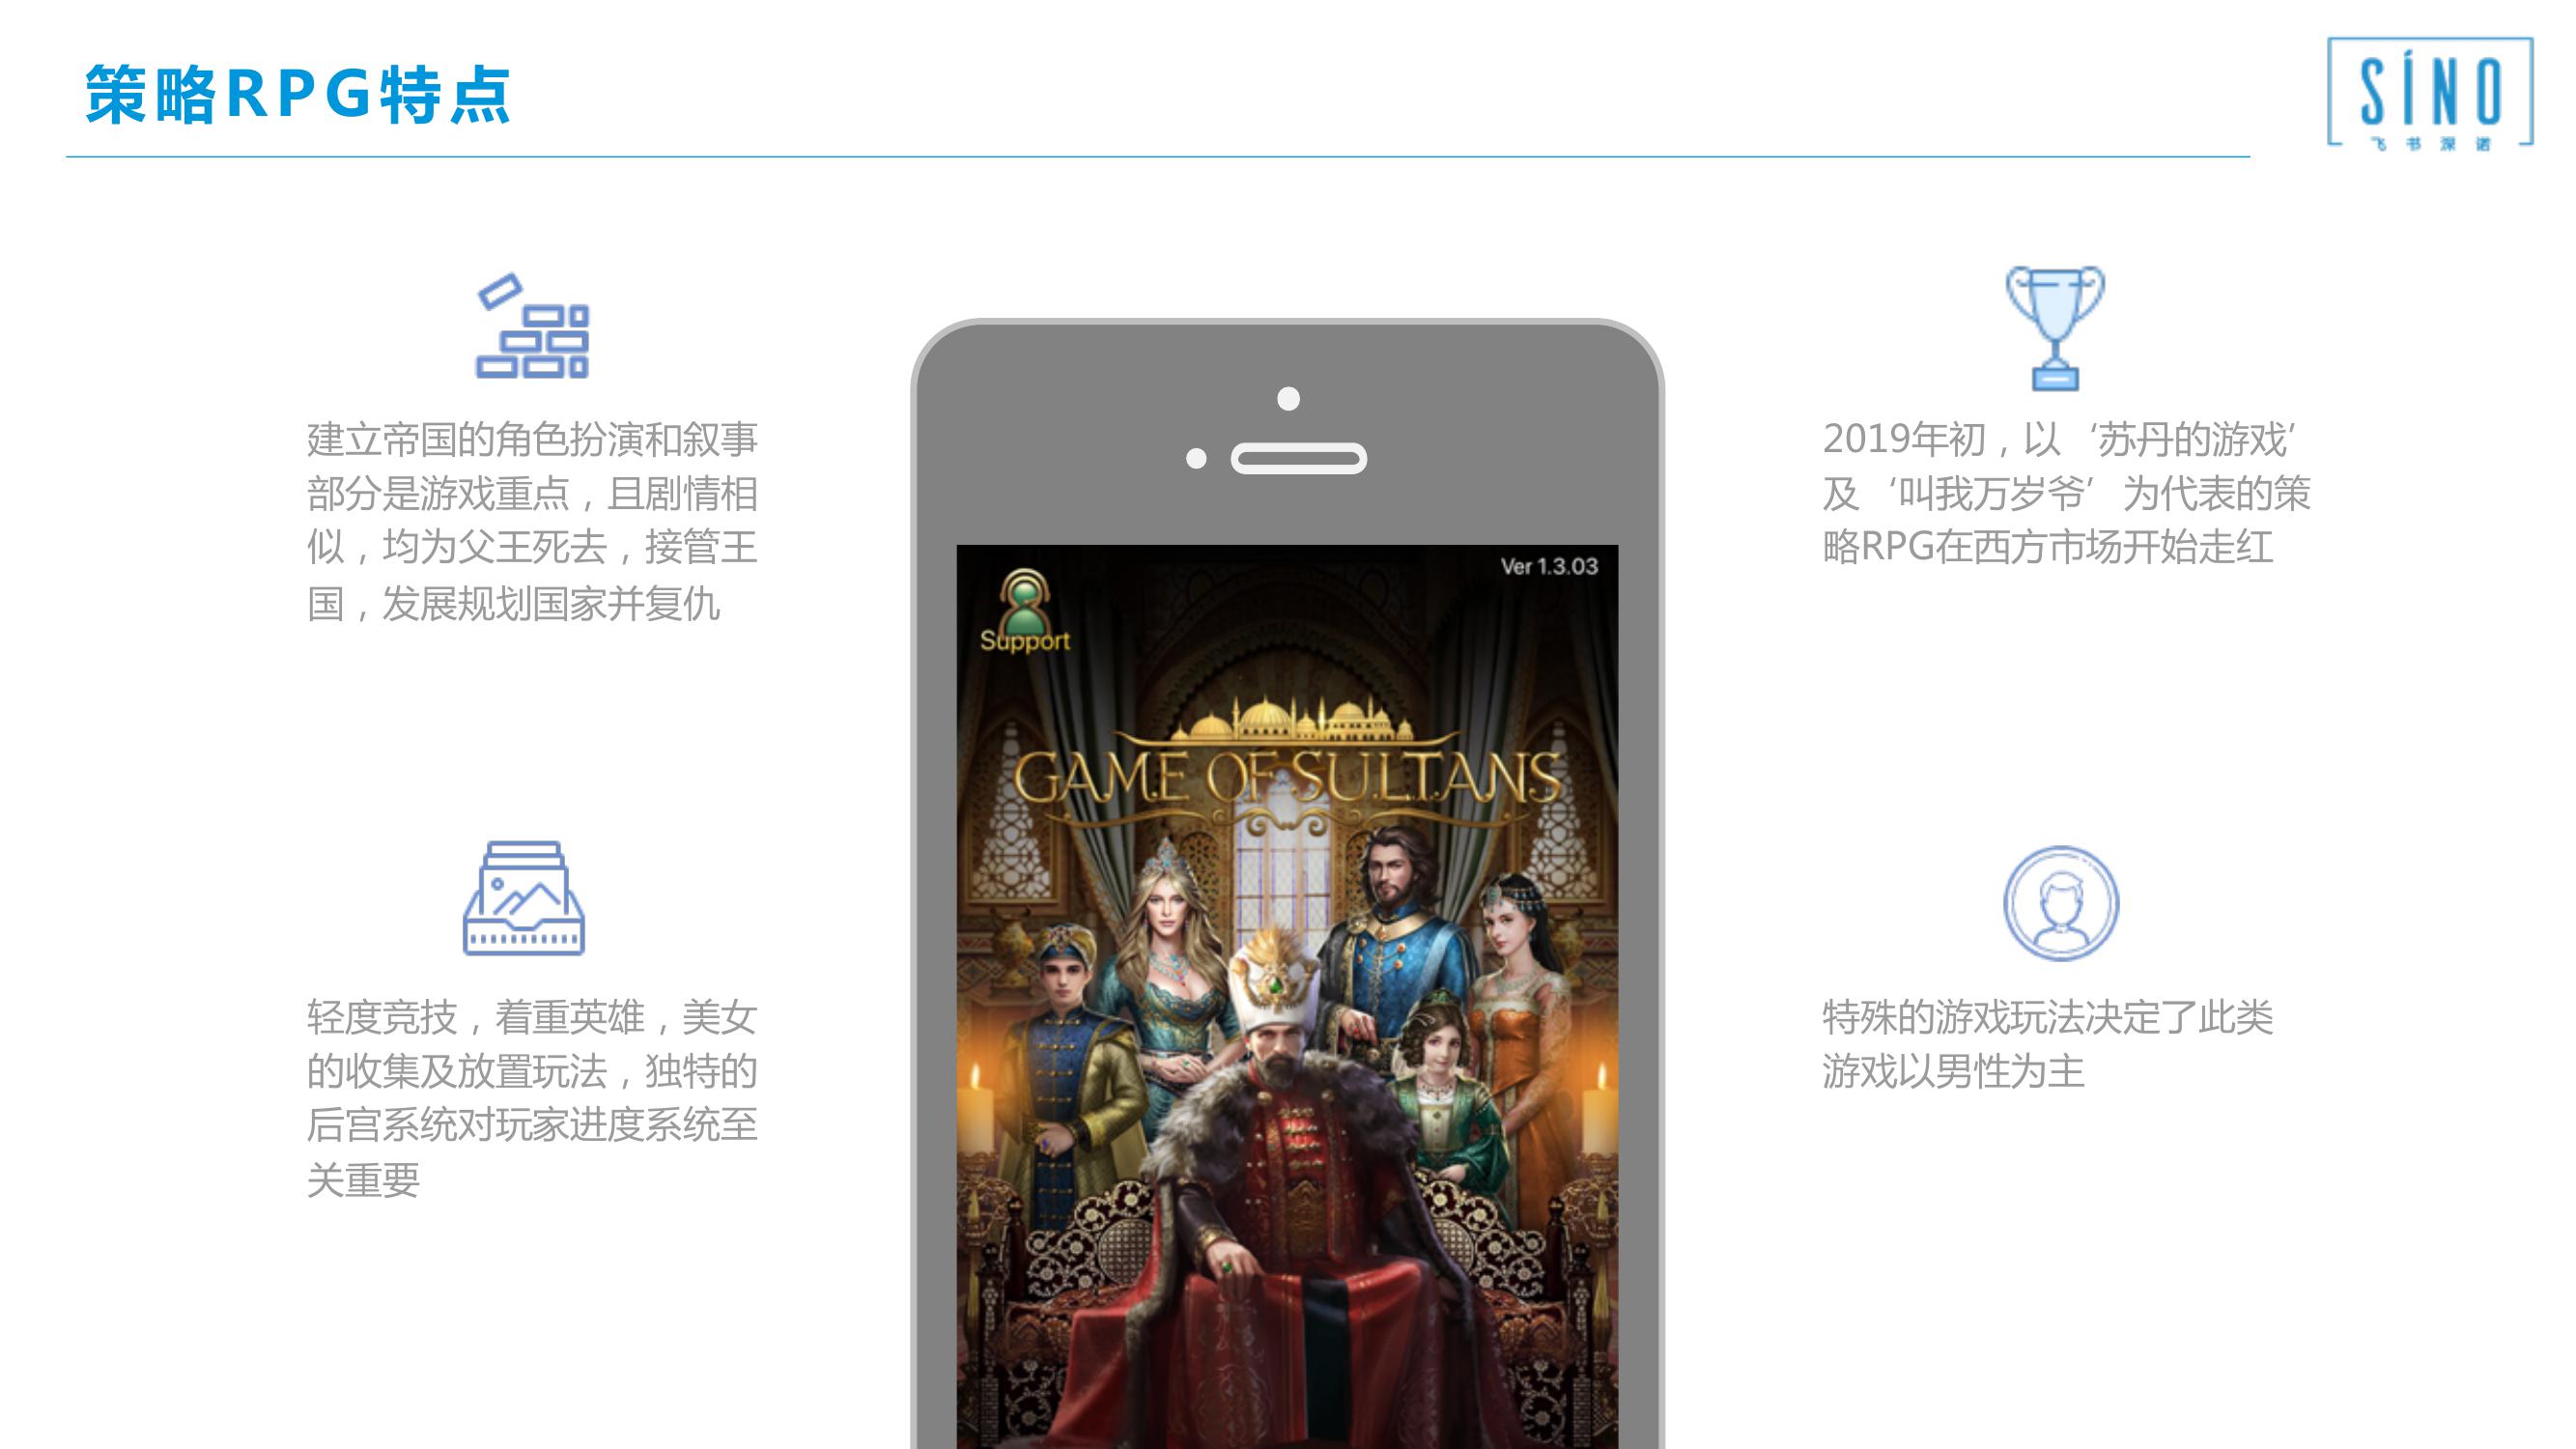 策略RPG特点
SÍNO
飞书深诺
建立帝国的角色扮演和叙事
部分是游戏重点，且剧情相
似，均为父王死去，接管王
国，发展规划国家并复仇
2019年初，以‘苏丹的游戏’
及‘叫我万岁爷’为代表的策
略RPG在西方市场开始走红
Ver 1.3.03
Support
GAME OF SULTANS
轻度竞技，着重英雄，美女
的收集及放置玩法，独特的
后宫系统对玩家进度系统至
关重要
特殊的游戏玩法决定了此类
游戏以男性为主